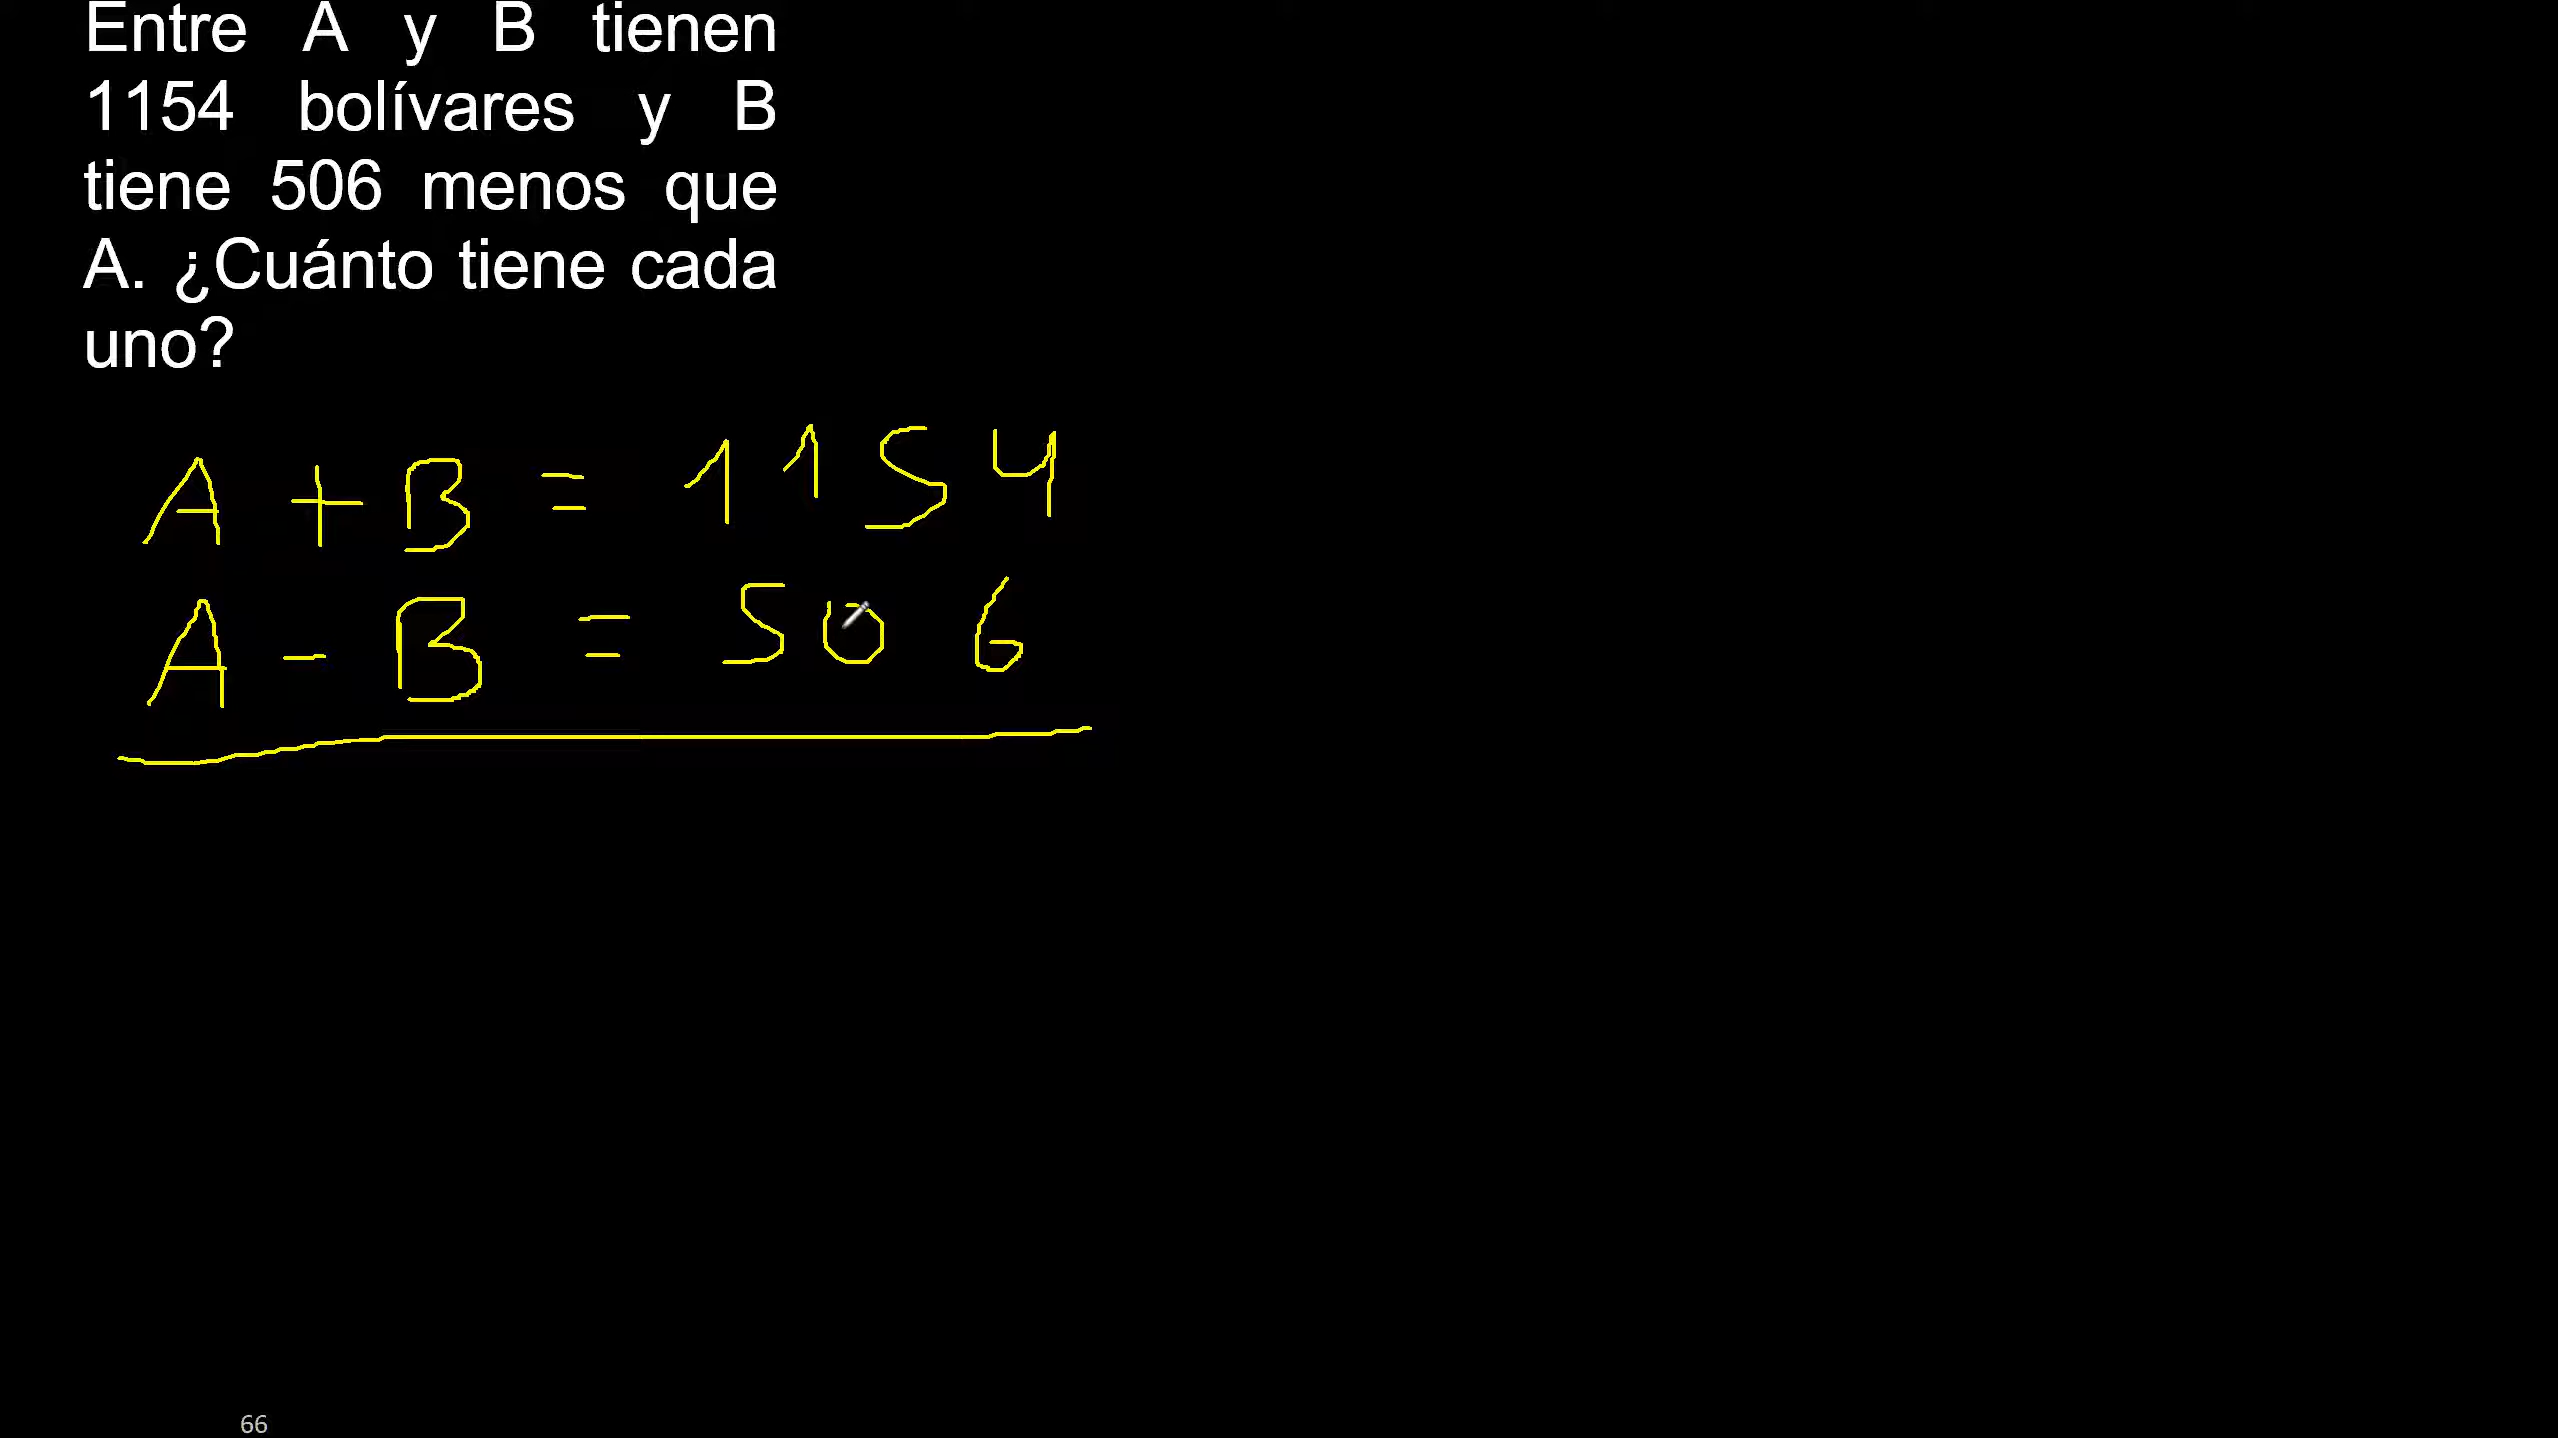 Entre A y B tienen
1154 bolívares y B
tiene 506 menos que
A. ¿Cuánto tiene cada
uno?
A + B = 1154
A - B = 506
66